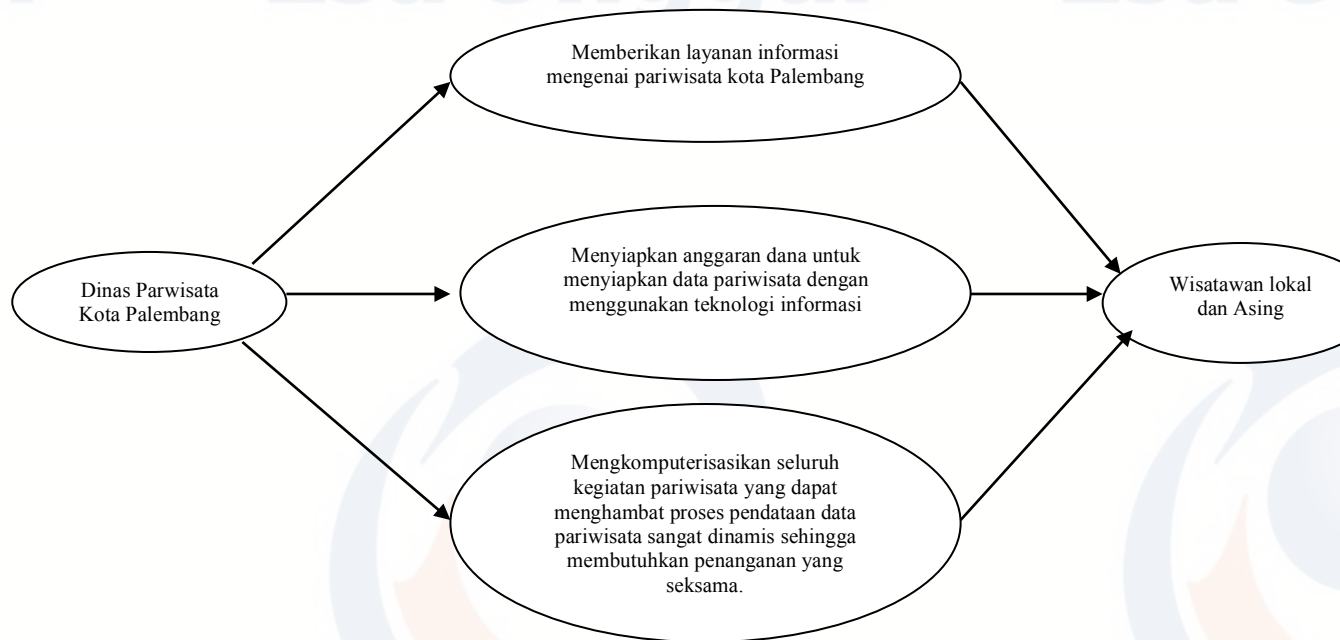 Memberikan layanan informasi
mengenai pariwisata kota Palembang
Dinas Parwisata
Kota Palembang
Menyiapkan anggaran dana untuk
menyiapkan data pariwisata dengan
menggunakan teknologi informasi
Wisatawan lokal
dan Asing
Mengkomputerisasikan seluruh
kegiatan pariwisata yang dapat
menghambat proses pendataan data
pariwisata sangat dinamis sehingga
membutuhkan penanganan yang
seksama.